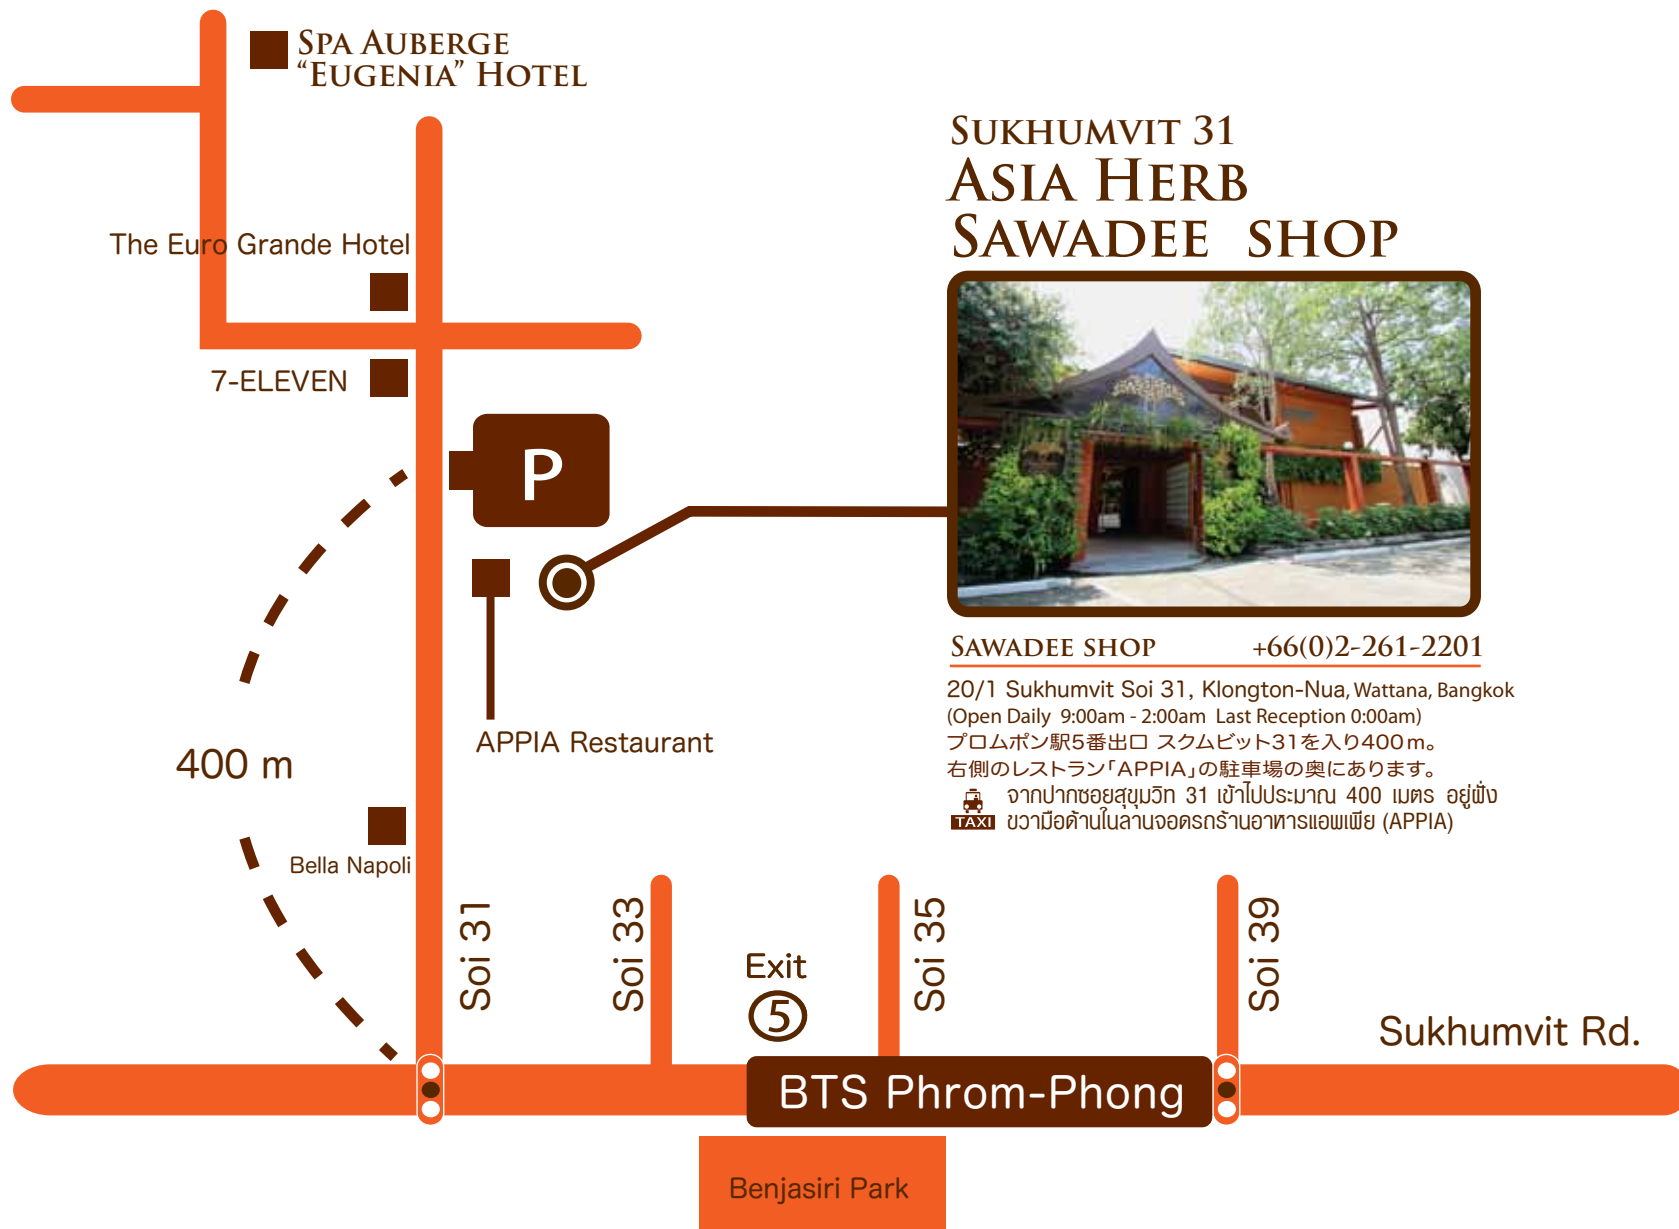 SPA AUBERGE
“EUGENIA” HOTEL
SUKHUMVIT 31
ASIA HERB
SAWADEE SHOP
The Euro Grande Hotel
7-ELEVEN
P
APPIA Restaurant
400 m
Bella Napoli
SAWADEE SHOP +66(0)2-261-2201
20/1 Sukhumvit Soi 31, Klongton-Nua, Wattana, Bangkok
(Open Daily 9:00am - 2:00am Last Reception 0:00am)
プロムポン駅5番出口 スクムビット31を入り400m。
右側のレストラン「APPIA」の駐車場の奥にあります。
จากปากซอยสุขุมวิท 31 เข้าไปประมาณ 400 เมตร อยู่ฝั่ง
TAXI ขวามือด้านในลานจอดรถร้านอาหารแอพเพีย (APPIA)
Soi 31
Soi 33
Exit
5
Soi 35
Soi 39
Sukhumvit Rd.
BTS Phrom-Phong
Benjasiri Park